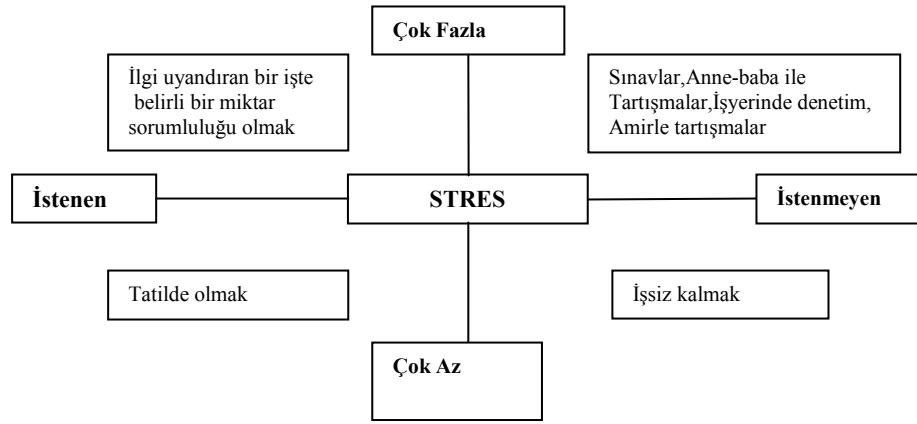 Çok Fazla
İlgi uyandıran bir işte
belirli bir miktar
sorumluluğu olmak
Sınavlar,Anne-baba ile
Tartışmalar,İşyerinde denetim,
Amirle tartışmalar
İstenen
STRES
İstenmeyen
Tatilde olmak
İşsiz kalmak
Çok Az